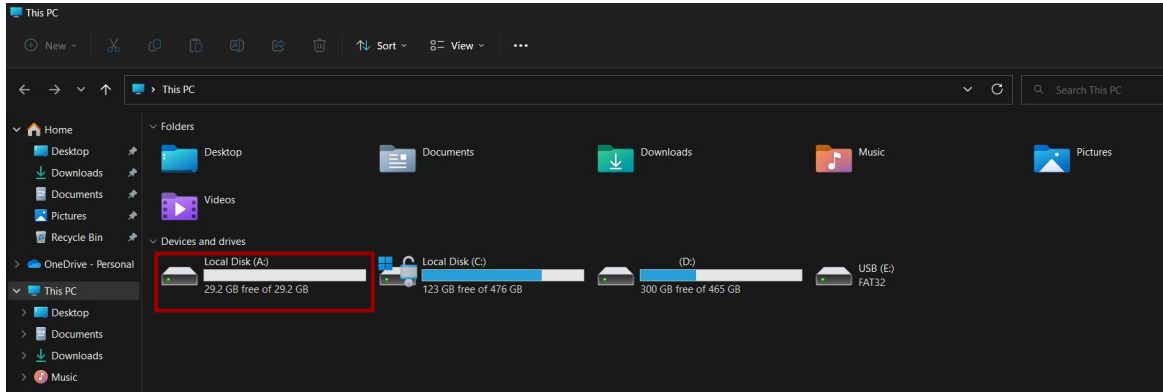 This PC
New
Sort
View
This PC
Search This PC
Home
Desktop
Downloads
Documents
Pictures
Recycle Bin
OneDrive - Personal
This PC
Desktop
Documents
Downloads
Music
Folders
Desktop
Documents
Downloads
Music
Pictures
Videos
Devices and drives
Local Disk (A:)
29.2 GB free of 29.2 GB
Local Disk (C:)
123 GB free of 476 GB
(D:)
300 GB free of 465 GB
USB (E:)
FAT32